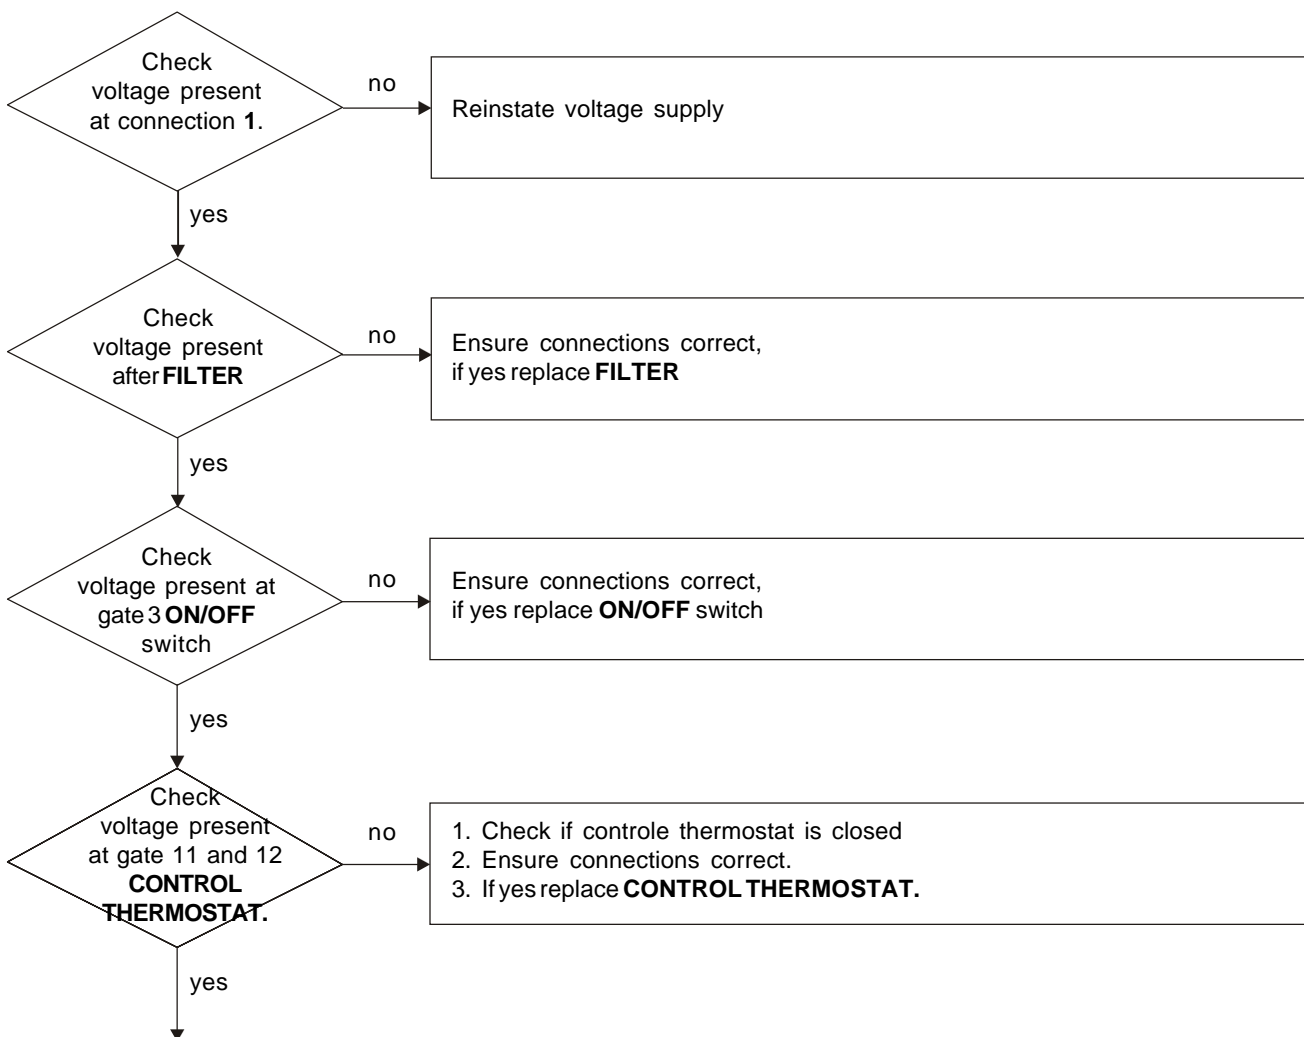 Check
voltage present
at connection 1.
no
Reinstate voltage supply
yes
Check
voltage present
after FILTER
no
Ensure connections correct,
if yes replace FILTER
yes
Check
voltage present at
gate 3 ON/OFF
switch
no
Ensure connections correct,
if yes replace ON/OFF switch
yes
Check
voltage present
at gate 11 and 12
CONTROL
THERMOSTAT.
no
1. Check if controle thermostat is closed
2. Ensure connections correct.
3. If yes replace CONTROL THERMOSTAT.
yes